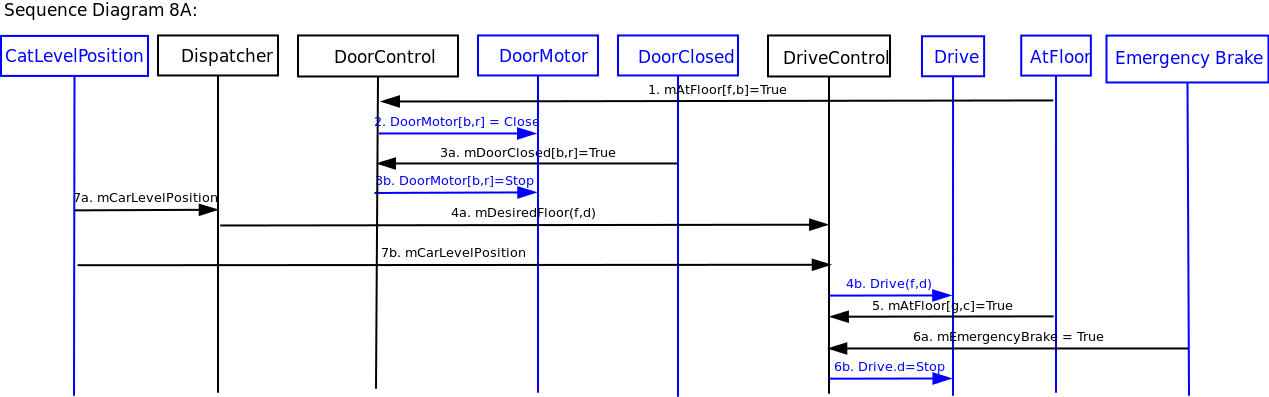 Sequence Diagram 8A:
CatLevelPosition
Dispatcher
DoorControl
DoorMotor
DoorClosed
DriveControl
Drive
AtFloor
Emergency Brake
1. mAtFloor[f,b]=True
2. DoorMotor[b,r] = Close
3a. mDoorClosed[b,r]=True
3b. DoorMotor[b,r]=Stop
7a. mCarLevelPosition
4a. mDesiredFloor(f,d)
7b. mCarLevelPosition
4b. Drive(f,d)
5. mAtFloor[g,c]=True
6a. mEmergencyBrake = True
6b. Drive.d=Stop